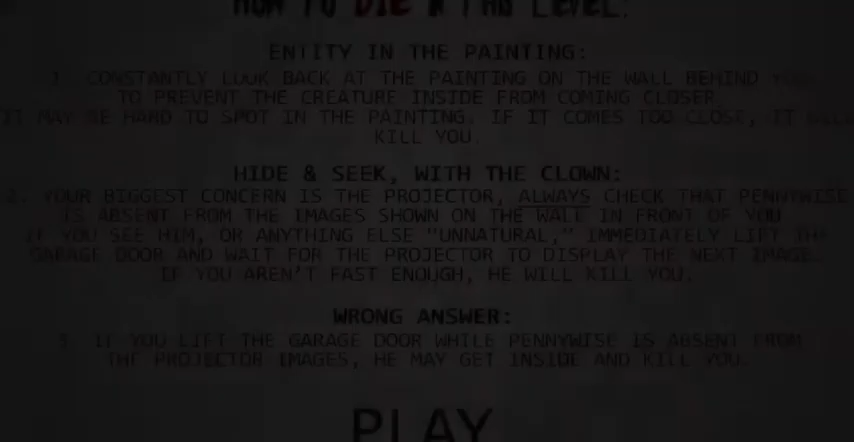 HOW TO DIE IN THIS LEVEL:
ENTITY IN THE PAINTING:
1. CONSTANTLY LOOK BACK AT THE PAINTING ON THE WALL BEHIND YOU
TO PREVENT THE CREATURE INSIDE FROM COMING CLOSER.
IT MAY BE HARD TO SPOT IN THE PAINTING. IF IT COMES TOO CLOSE, IT WILL
KILL YOU.
HIDE & SEEK, WITH THE CLOWN:
2. YOUR BIGGEST CONCERN IS THE PROJECTOR, ALWAYS CHECK THAT PENNYWISE
IS ABSENT FROM THE IMAGES SHOWN ON THE WALL IN FRONT OF YOU
IF YOU SEE HIM, OR ANYTHING ELSE "UNNATURAL," IMMEDIATELY LIFT THE
GARAGE DOOR AND WAIT FOR THE PROJECTOR TO DISPLAY THE NEXT IMAGE.
IF YOU AREN'T FAST ENOUGH, HE WILL KILL YOU.
WRONG ANSWER:
3. IF YOU LIFT THE GARAGE DOOR WHILE PENNYWISE IS ABSENT FROM
THE PROJECTOR IMAGES, HE MAY GET INSIDE AND KILL YOU.
PLAY